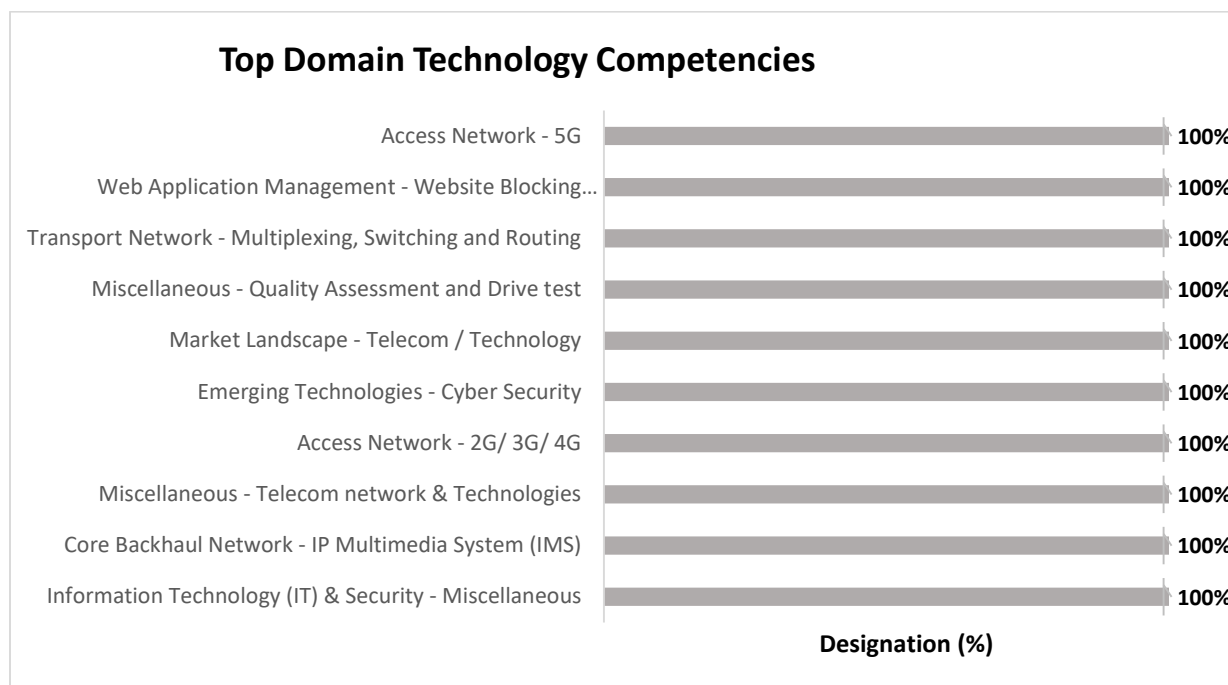 Top Domain Technology Competencies
Access Network - 5G 100%
Web Application Management - Website Blocking... 100%
Transport Network - Multiplexing, Switching and Routing 100%
Miscellaneous - Quality Assessment and Drive test 100%
Market Landscape - Telecom / Technology 100%
Emerging Technologies - Cyber Security 100%
Access Network - 2G/ 3G/ 4G 100%
Miscellaneous - Telecom network & Technologies 100%
Core Backhaul Network - IP Multimedia System (IMS) 100%
Information Technology (IT) & Security - Miscellaneous 100%
Designation (%)